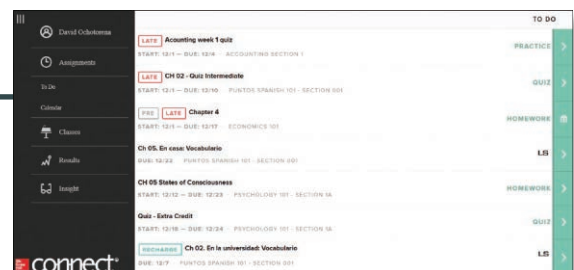 TO DO
David Ochotorena
Assignments
To Do
Calendar
Classes
Results
Insight
connect
LATE Acounting week 1 quiz
START: 12/1 — DUE: 12/9 ACCOUNTING SECTION 1
PRACTICE
LATE CH 02 - Quiz Intermediate
START: 12/1 — DUE: 12/10 PUNTOS SPANISH 101 - SECTION 001
QUIZ
PRE LATE Chapter 4
START: 12/1 — DUE: 12/17 ECONOMICS 101
HOMEWORK
Ch 05. En casa: Vocabulario
DUE: 12/22 PUNTOS SPANISH 101 - SECTION 001
LS
CH 05 States of Consciousness
START: 12/12 — DUE: 12/23 PSYCHOLOGY 101 - SECTION 1A
HOMEWORK
Quiz - Extra Credit
START: 12/18 — DUE: 12/24 PSYCHOLOGY 101 - SECTION 1A
QUIZ
RECHARGE Ch 02. En la universidad: Vocabulario
DUE: 12/7 PUNTOS SPANISH 101 - SECTION 001
LS